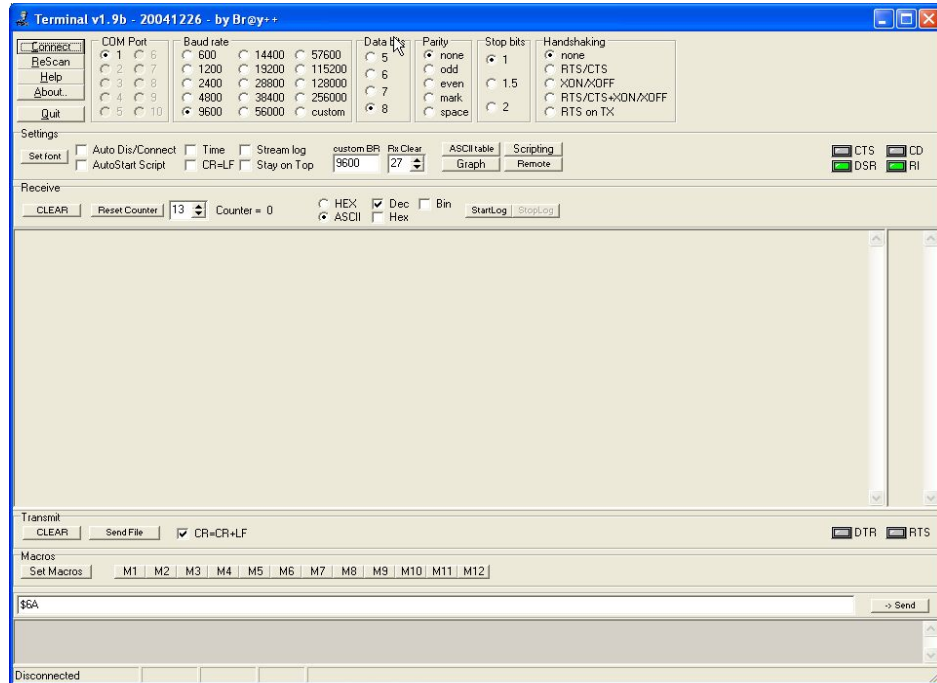 Terminal v1.9b - 20041226 - by Br@y++
Connect
ReScan
Help
About..
Quit
COM Port
1 6
2 7
3 8
4 9
5 10
Baud rate
600 14400 57600
1200 19200 115200
2400 28800 128000
4800 38400 256000
9600 56000 custom
Data bits
5
6
7
8
Parity
none
odd
even
mark
space
Stop bits
1
1.5
2
Handshaking
none
RTS/CTS
XON/XOFF
RTS/CTS+XON/XOFF
RTS on TX
Settings
Set font
Auto Dis/Connect Time Stream log
AutoStart Script CR=LF Stay on Top
custom BR Rx Clear
9600 27
ASCII table Scripting
Graph Remote
CTS CD
DSR RI
Receive
CLEAR Reset Counter 13 Counter = 0
HEX Dec Bin
ASCII Hex
StartLog StopLog
Transmit
CLEAR Send File CR=CR+LF DTR RTS
Macros
Set Macros M1 M2 M3 M4 M5 M6 M7 M8 M9 M10 M11 M12
$6A -> Send
Disconnected